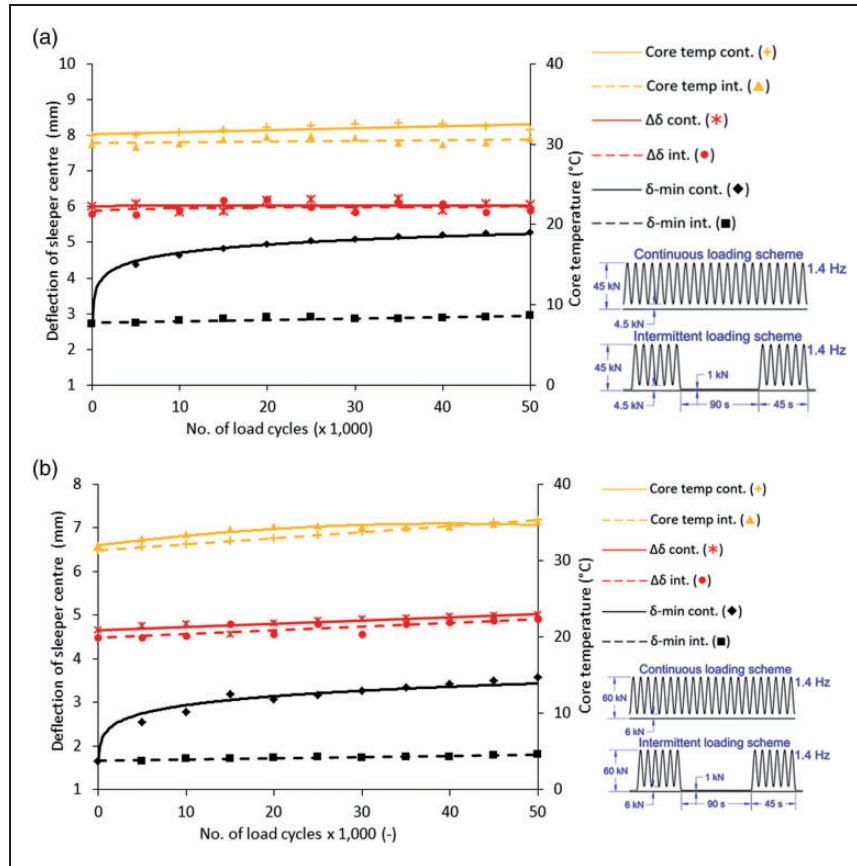 (a)
10
9
8
7
6
5
4
3
2
1
Deflection of sleeper centre (mm)
0
10
20
30
40
50
No. of load cycles (x 1,000)
40
30
20
10
0
Core temperature (°C)
Core temp cont. (+)
Core temp int. (▲)
Δδ cont. (*)
Δδ int. (●)
δ-min cont. (◆)
δ-min int. (■)
Continuous loading scheme
1.4 Hz
45 kN
4.5 kN
Intermittent loading scheme
1.4 Hz
45 kN
1 kN
4.5 kN
90 s
45 s
(b)
8
7
6
5
4
3
2
1
Deflection of sleeper centre (mm)
0
10
20
30
40
50
No. of load cycles x 1,000 (-)
40
30
20
10
0
Core temperature (°C)
Core temp cont. (+)
Core temp int. (▲)
Δδ cont. (*)
Δδ int. (●)
δ-min cont. (◆)
δ-min int. (■)
Continuous loading scheme
1.4 Hz
60 kN
6 kN
Intermittent loading scheme
1.4 Hz
60 kN
1 kN
6 kN
90 s
45 s